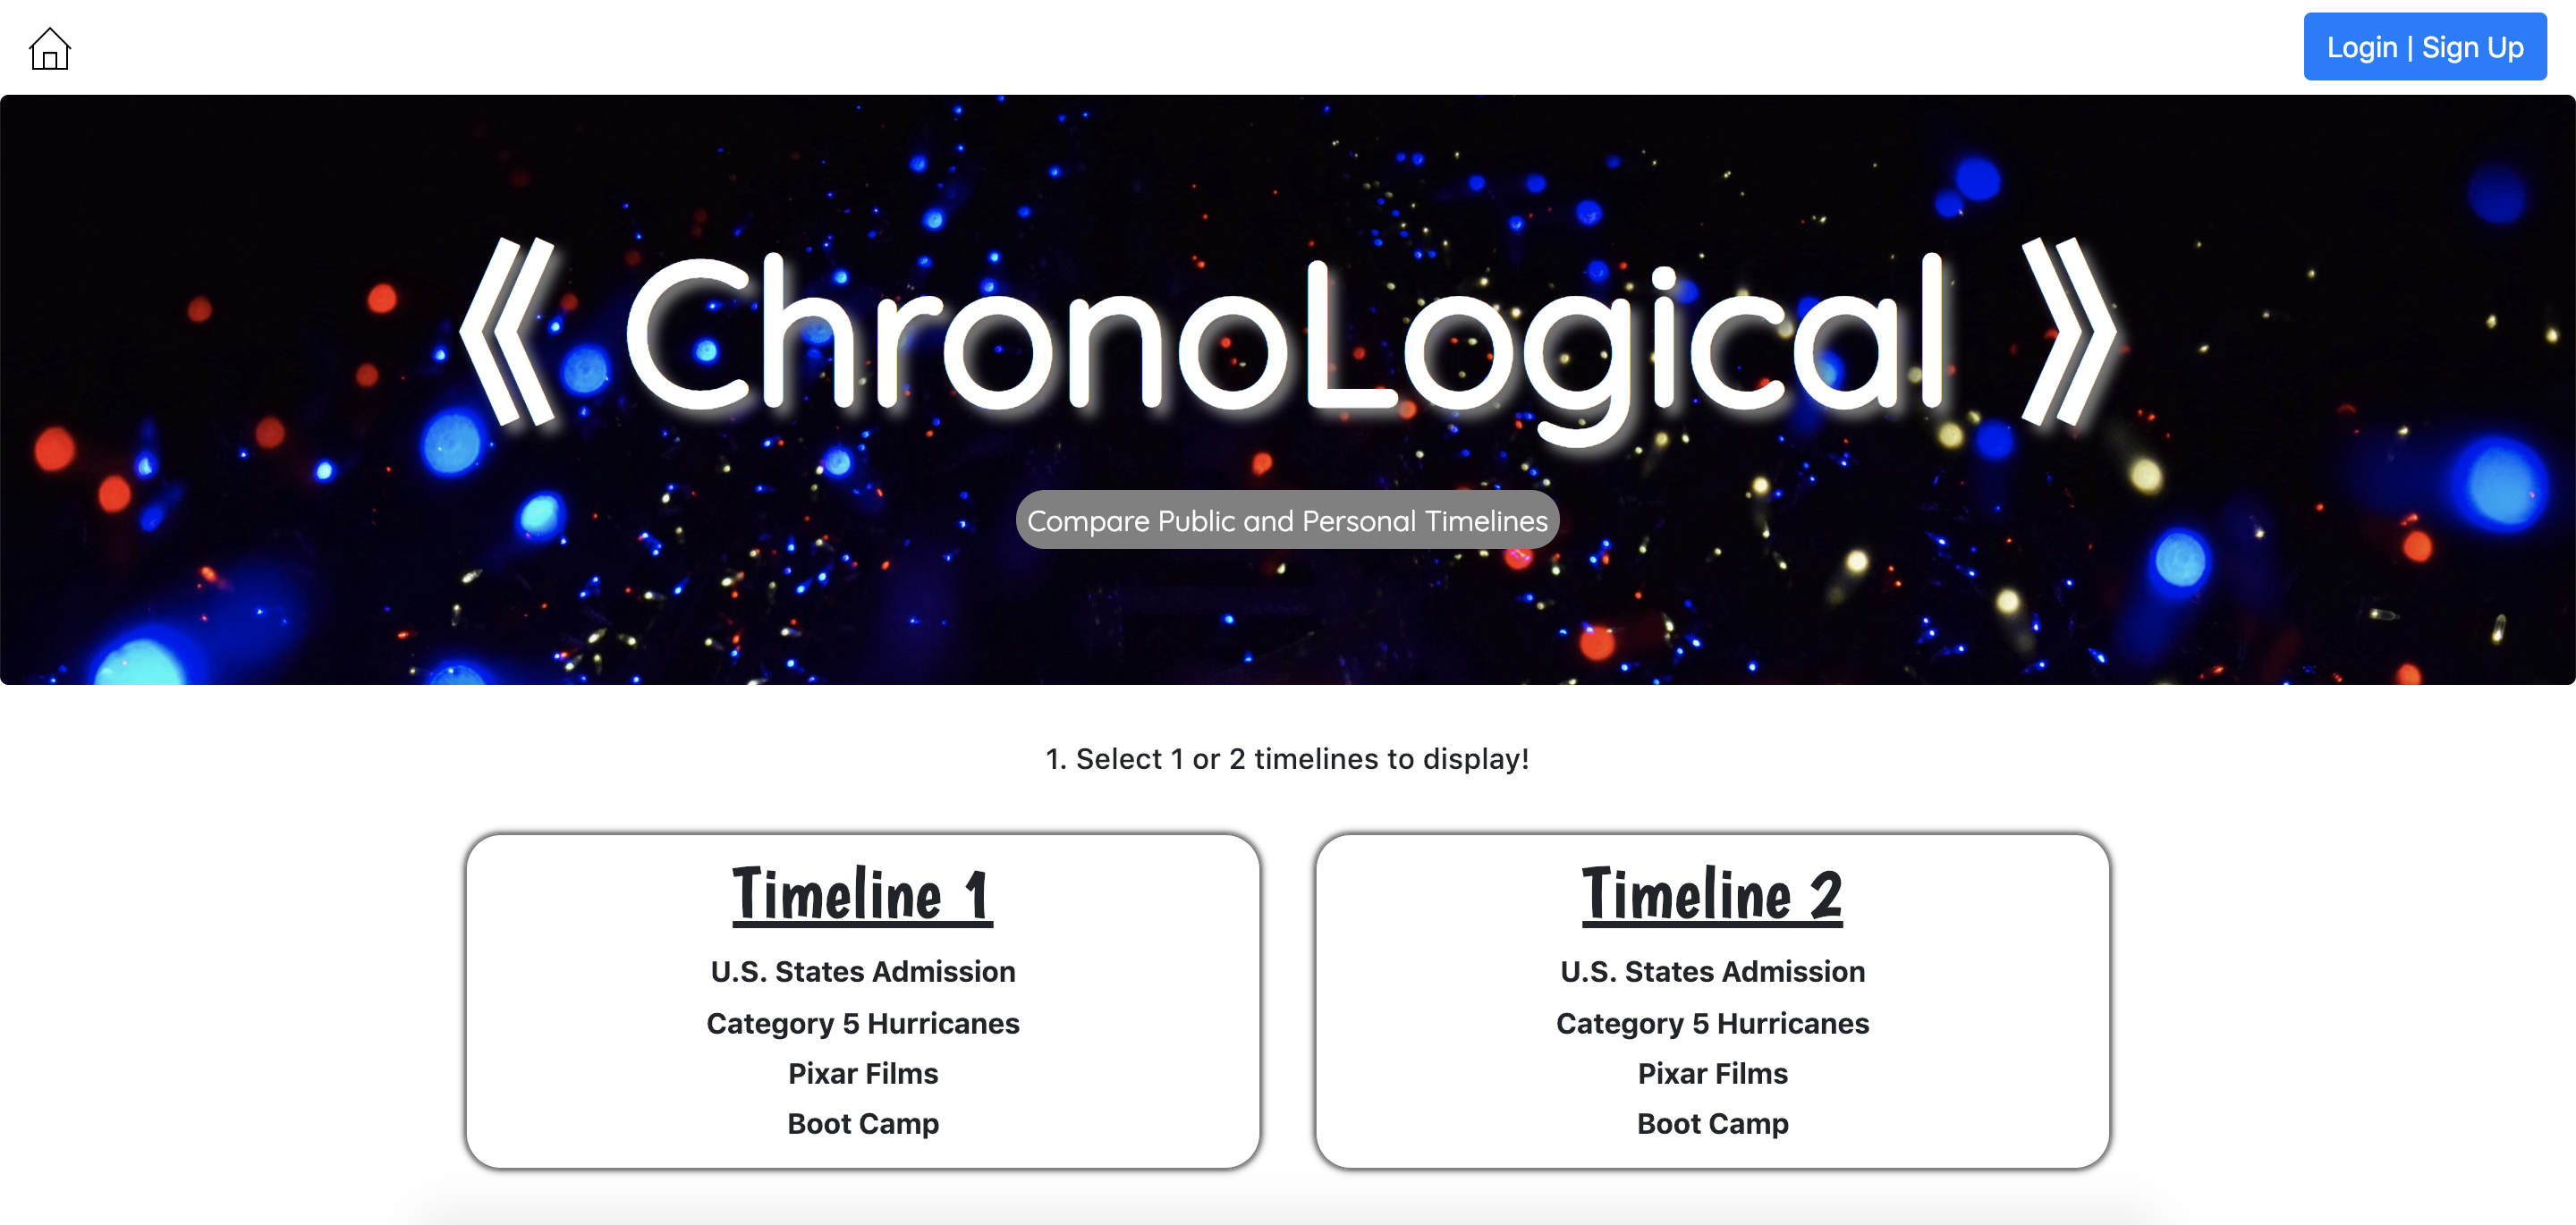 Login | Sign Up
《 ChronoLogical 》
Compare Public and Personal Timelines
1. Select 1 or 2 timelines to display!
Timeline 1
U.S. States Admission
Category 5 Hurricanes
Pixar Films
Boot Camp
Timeline 2
U.S. States Admission
Category 5 Hurricanes
Pixar Films
Boot Camp